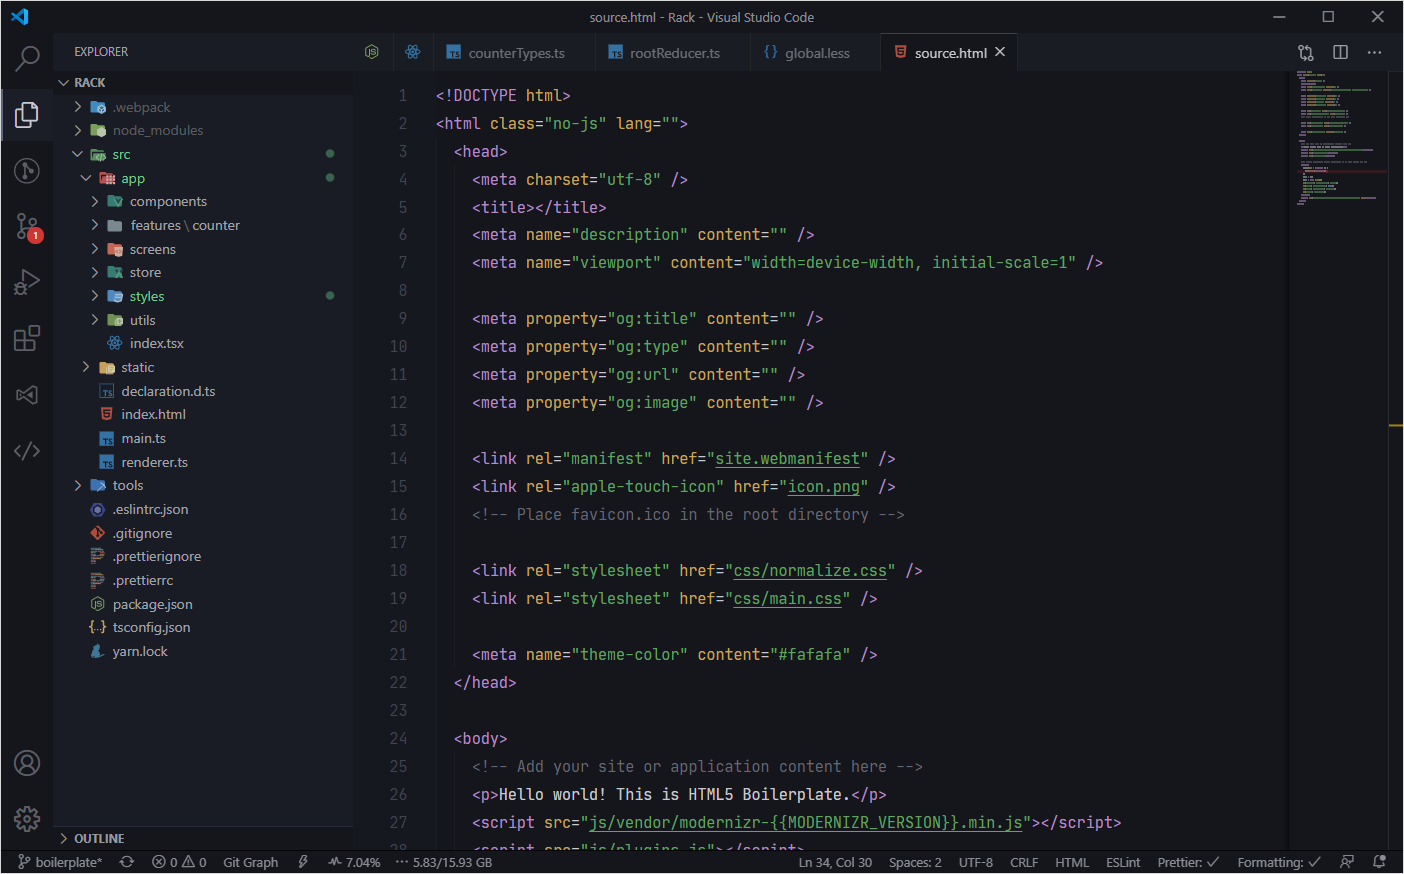 source.html - Rack - Visual Studio Code
EXPLORER
counterTypes.ts
rootReducer.ts
global.less
source.html
RACK
.webpack
node_modules
src
app
components
features \ counter
screens
store
styles
utils
index.tsx
static
declaration.d.ts
index.html
main.ts
renderer.ts
tools
.eslintrc.json
.gitignore
.prettierignore
.prettierrc
package.json
tsconfig.json
yarn.lock
OUTLINE
1
1 <!DOCTYPE html>
2 <html class="no-js" lang="">
3 <head>
4 <meta charset="utf-8" />
5 <title></title>
6 <meta name="description" content="" />
7 <meta name="viewport" content="width=device-width, initial-scale=1" />
8
9 <meta property="og:title" content="" />
10 <meta property="og:type" content="" />
11 <meta property="og:url" content="" />
12 <meta property="og:image" content="" />
13
14 <link rel="manifest" href="site.webmanifest" />
15 <link rel="apple-touch-icon" href="icon.png" />
16 <!-- Place favicon.ico in the root directory -->
17
18 <link rel="stylesheet" href="css/normalize.css" />
19 <link rel="stylesheet" href="css/main.css" />
20
21 <meta name="theme-color" content="#fafafa" />
22 </head>
23
24 <body>
25 <!-- Add your site or application content here -->
26 <p>Hello world! This is HTML5 Boilerplate.</p>
27 <script src="js/vendor/modernizr-{{MODERNIZR_VERSION}}.min.js"></script>
28 <script src="js/plugins.js"></script>
boilerplate* 0 0 Git Graph 7.04% 5.83/15.93 GB Ln 34, Col 30 Spaces: 2 UTF-8 CRLF HTML ESLint Prettier: ✓ Formatting: ✓